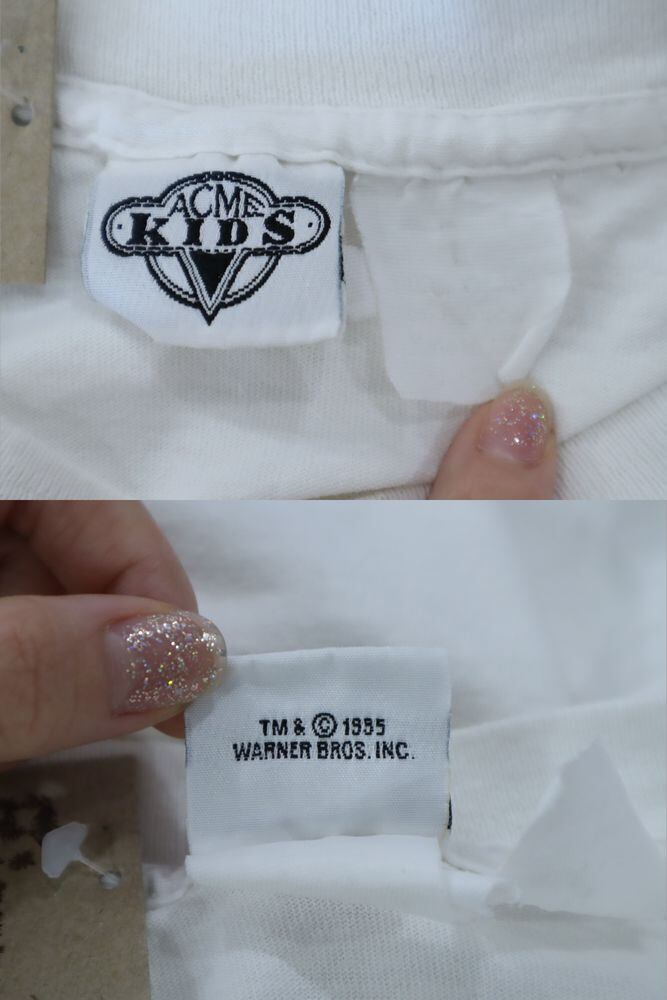 ACME
KIDS
TM & © 1995
WARNER BROS. INC.